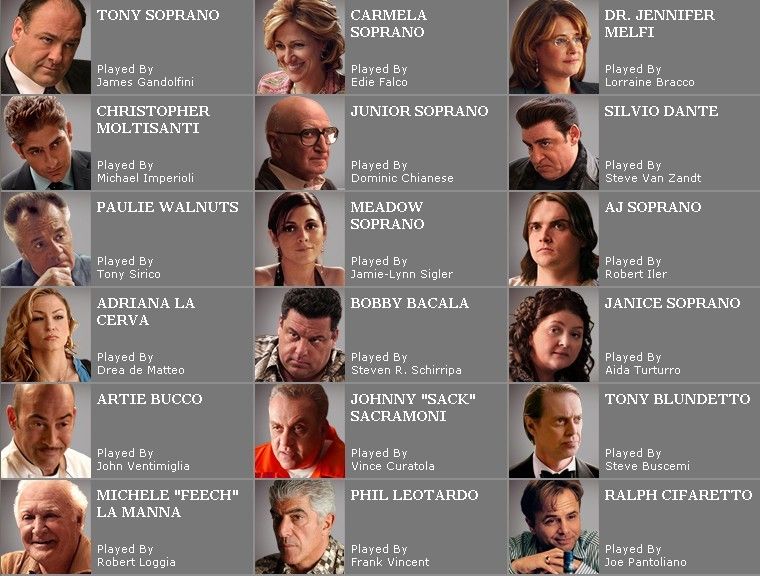 TONY SOPRANO
Played By
James Gandolfini
CARMELA
SOPRANO
Played By
Edie Falco
DR. JENNIFER
MELFI
Played By
Lorraine Bracco
CHRISTOPHER
MOLTISANTI
Played By
Michael Imperioli
JUNIOR SOPRANO
Played By
Dominic Chianese
SILVIO DANTE
Played By
Steve Van Zandt
PAULIE WALNUTS
Played By
Tony Sirico
MEADOW
SOPRANO
Played By
Jamie-Lynn Sigler
AJ SOPRANO
Played By
Robert Iler
ADRIANA LA
CERVA
Played By
Drea de Matteo
BOBBY BACALA
Played By
Steven R. Schirripa
JANICE SOPRANO
Played By
Aida Turturro
ARTIE BUCCO
Played By
John Ventimiglia
JOHNNY "SACK"
SACRAMONI
Played By
Vince Curatola
TONY BLUNDETTO
Played By
Steve Buscemi
MICHELE "FEECH"
LA MANNA
Played By
Robert Loggia
PHIL LEOTARDO
Played By
Frank Vincent
RALPH CIFARETTO
Played By
Joe Pantoliano